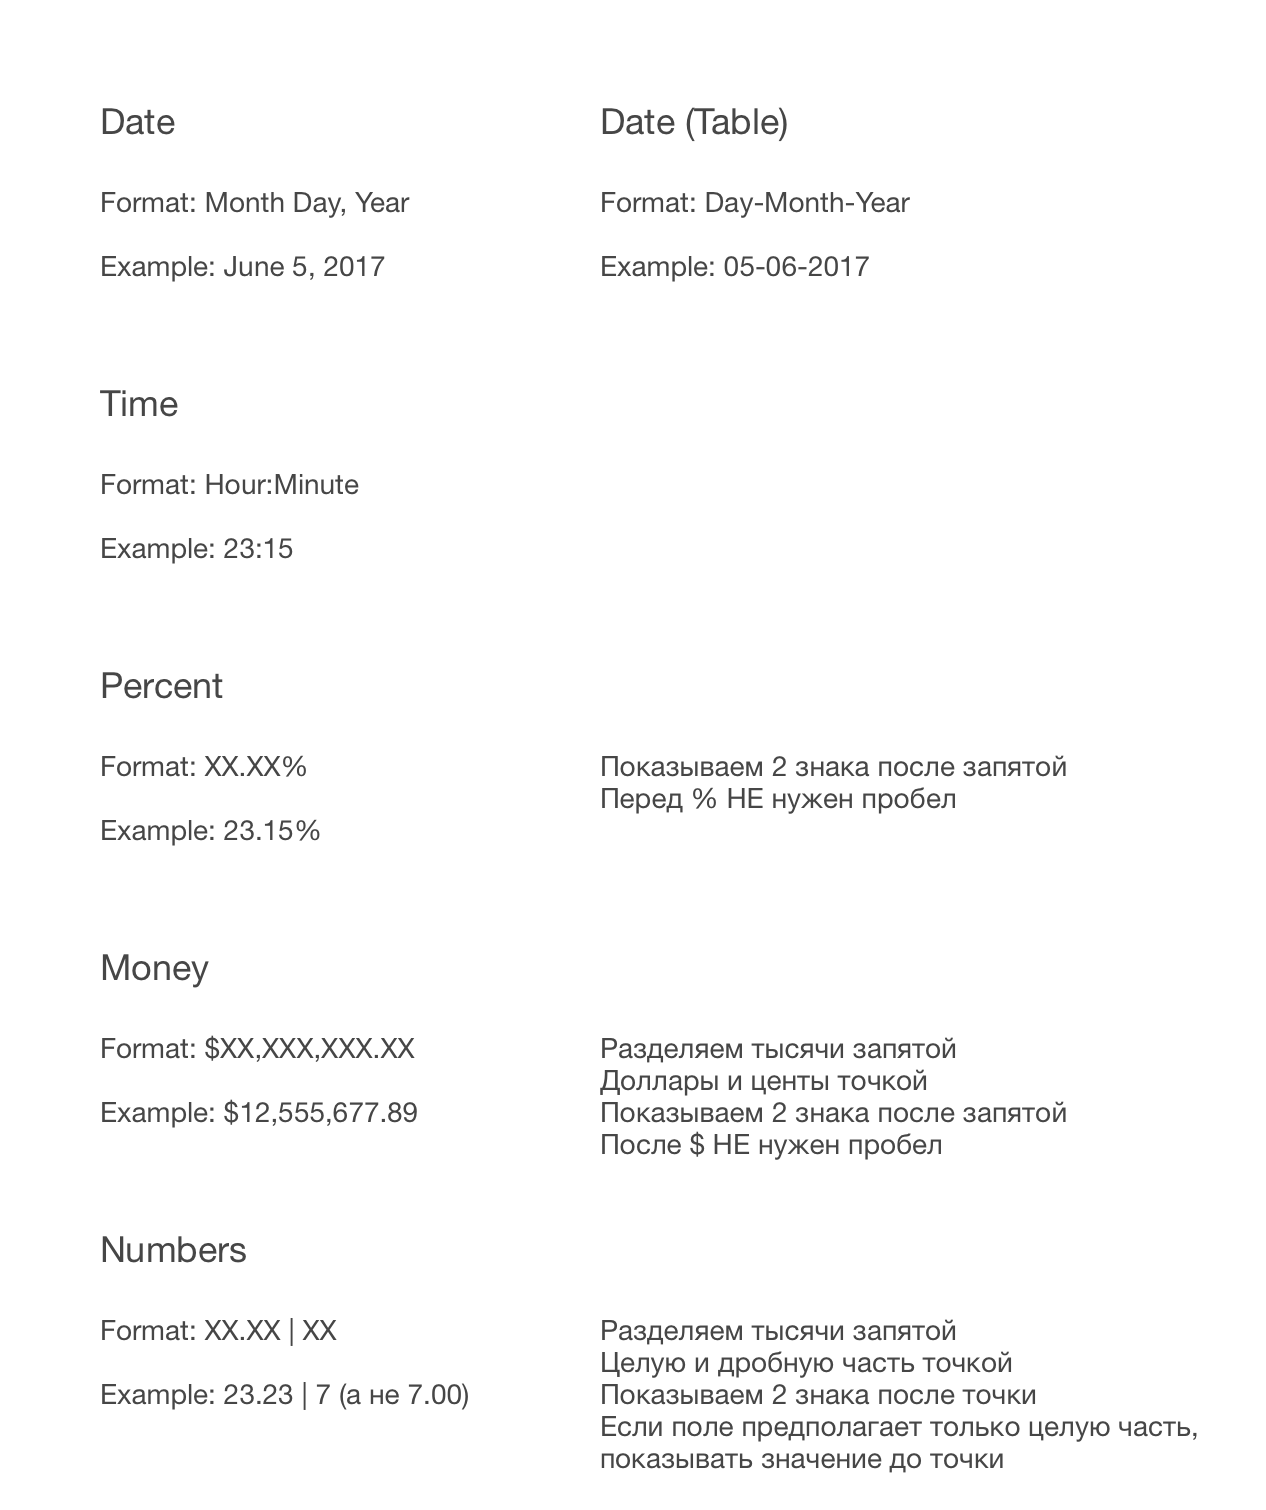 Date
Format: Month Day, Year
Example: June 5, 2017
Date (Table)
Format: Day-Month-Year
Example: 05-06-2017
Time
Format: Hour:Minute
Example: 23:15
Percent
Format: XX.XX%
Example: 23.15%
Показываем 2 знака после запятой
Перед % НЕ нужен пробел
Money
Format: $XX,XXX,XXX.XX
Example: $12,555,677.89
Разделяем тысячи запятой
Доллары и центы точкой
Показываем 2 знака после запятой
После $ НЕ нужен пробел
Numbers
Format: XX.XX | XX
Example: 23.23 | 7 (а не 7.00)
Разделяем тысячи запятой
Целую и дробную часть точкой
Показываем 2 знака после точки
Если поле предполагает только целую часть,
показывать значение до точки